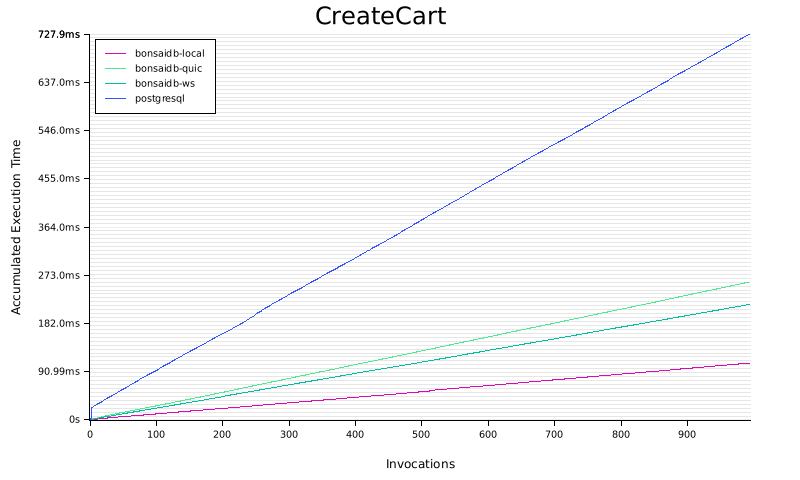 CreateCart
727.9ms
637.0ms
546.0ms
455.0ms
364.0ms
273.0ms
182.0ms
90.99ms
0s
bonsaidb-local
bonsaidb-quic
bonsaidb-ws
postgresql
Accumulated Execution Time
0 100 200 300 400 500 600 700 800 900
Invocations